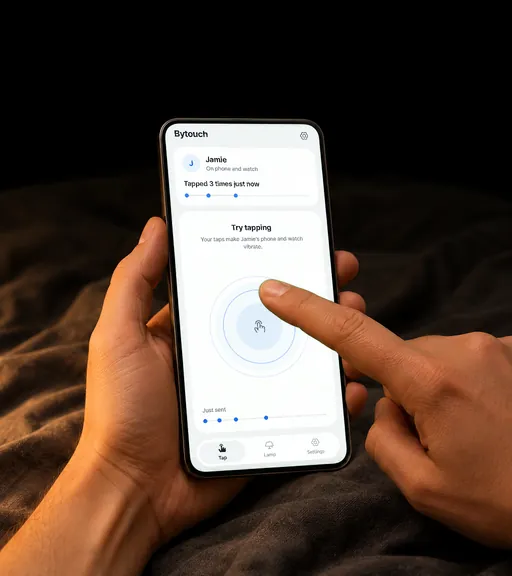 Bytouch
J
Jamie
On phone and watch
Tapped 3 times just now
Try tapping
Your taps make Jamie's phone and watch
vibrate.
Just sent
Tap
Lamp
Settings